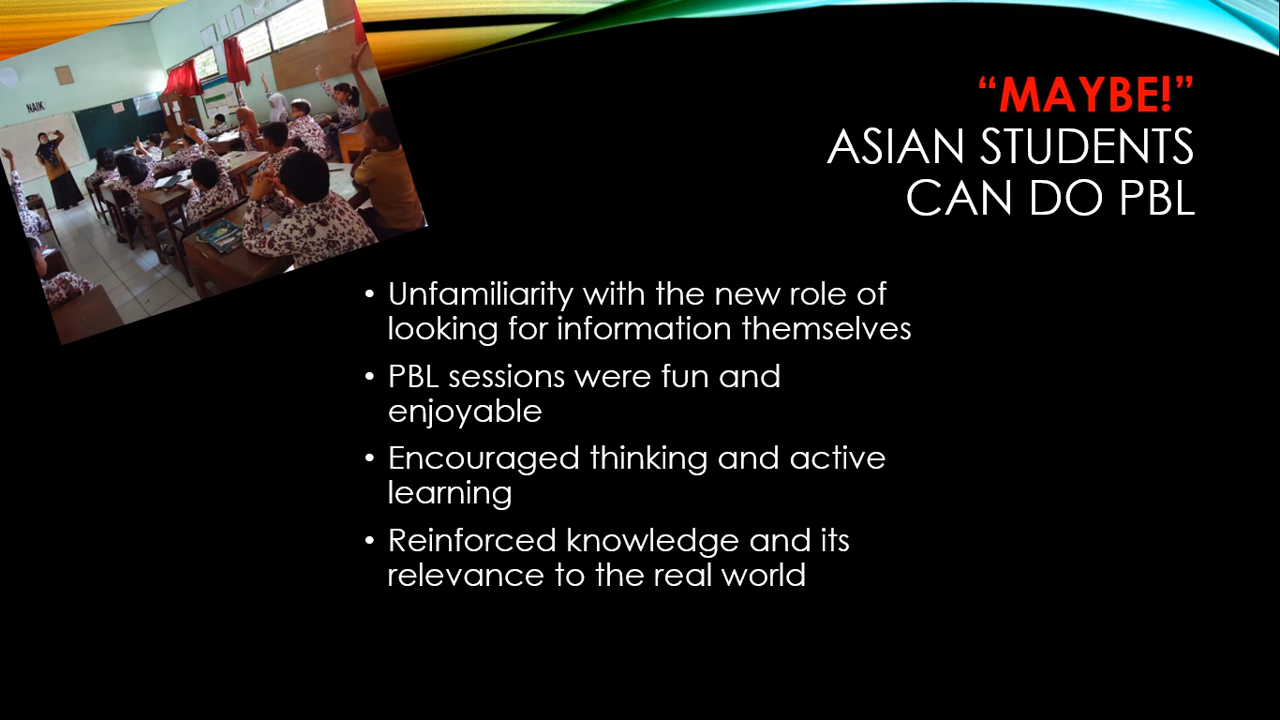 NAIK
“MAYBE!”
ASIAN STUDENTS
CAN DO PBL
• Unfamiliarity with the new role of
looking for information themselves
• PBL sessions were fun and
enjoyable
• Encouraged thinking and active
learning
• Reinforced knowledge and its
relevance to the real world